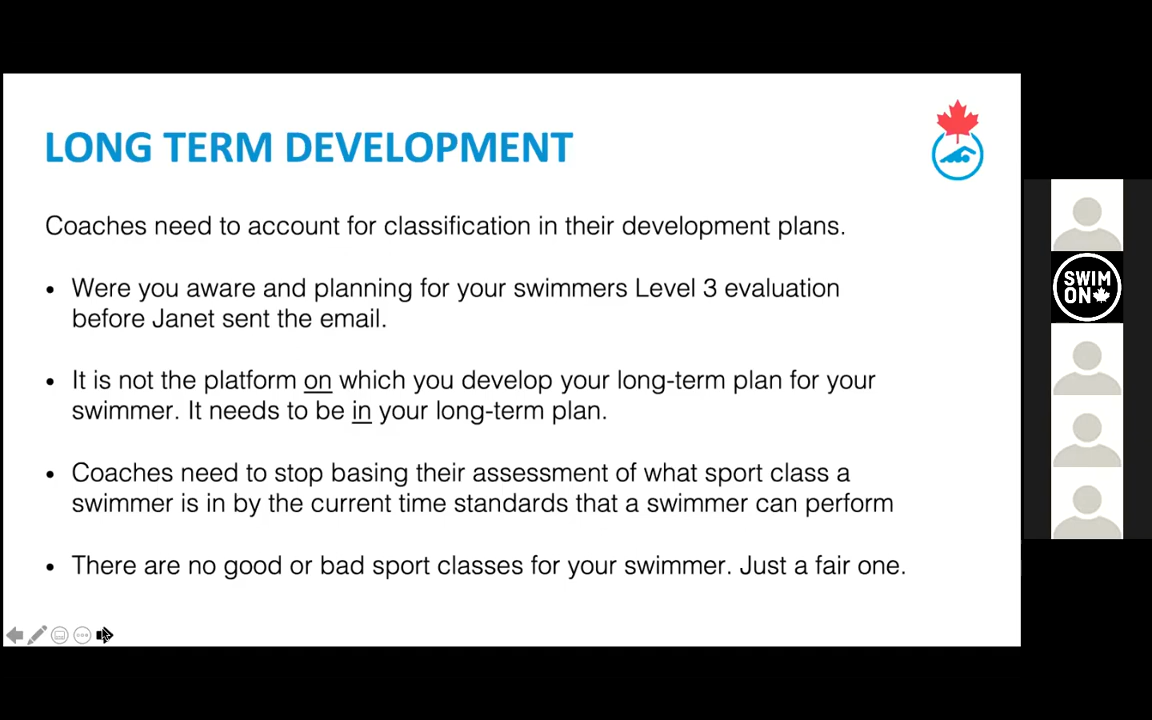 LONG TERM DEVELOPMENT
Coaches need to account for classification in their development plans.
• Were you aware and planning for your swimmers Level 3 evaluation
before Janet sent the email.
• It is not the platform on which you develop your long-term plan for your
swimmer. It needs to be in your long-term plan.
• Coaches need to stop basing their assessment of what sport class a
swimmer is in by the current time standards that a swimmer can perform
• There are no good or bad sport classes for your swimmer. Just a fair one.
SWIM
ON